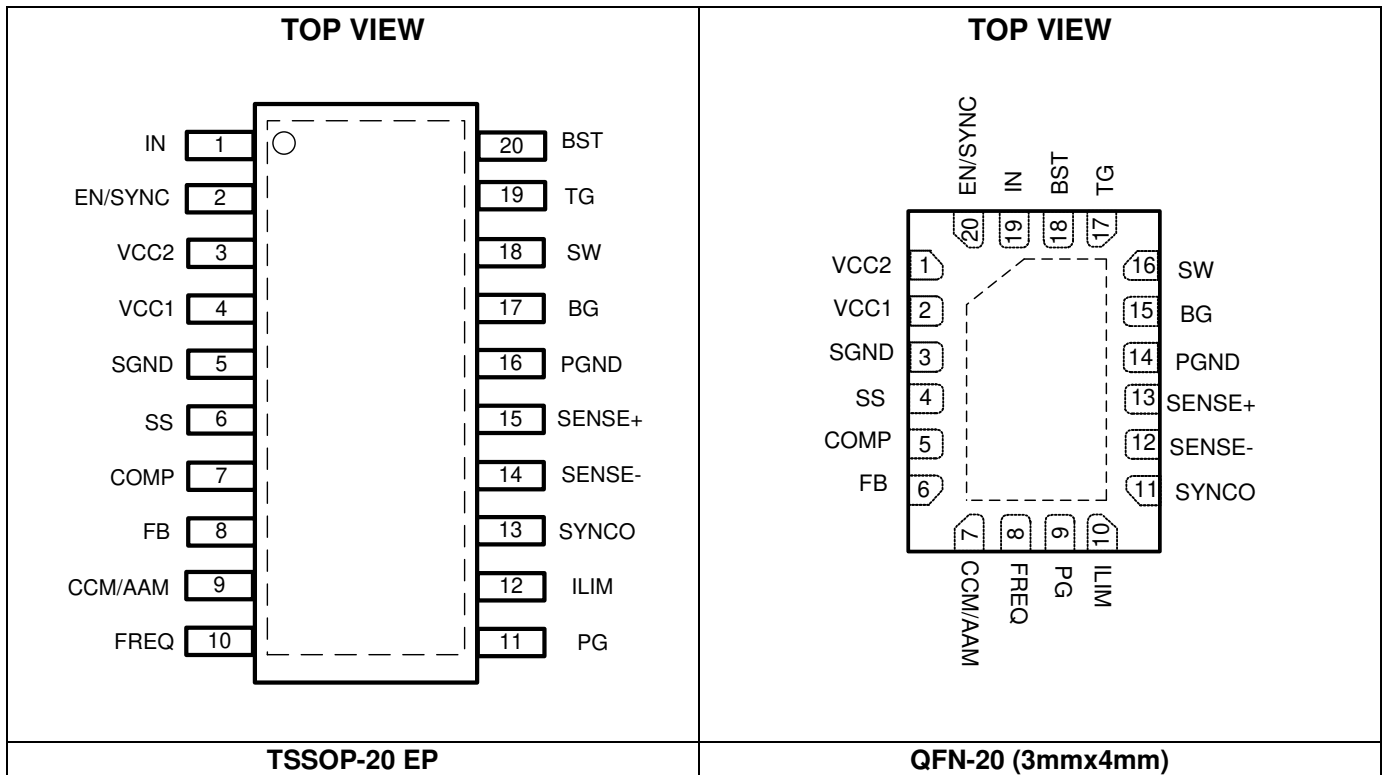 TOP VIEW
IN 1
EN/SYNC 2
VCC2 3
VCC1 4
SGND 5
SS 6
COMP 7
FB 8
CCM/AAM 9
FREQ 10
20 BST
19 TG
18 SW
17 BG
16 PGND
15 SENSE+
14 SENSE-
13 SYNCO
12 ILIM
11 PG
TSSOP-20 EP
TOP VIEW
EN/SYNC IN BST TG
20 19 18 17
VCC2 1
VCC1 2
SGND 3
SS 4
COMP 5
FB 6
16 SW
15 BG
14 PGND
13 SENSE+
12 SENSE-
11 SYNCO
7 8 9 10
CCM/AAM FREQ PG ILIM
QFN-20 (3mmx4mm)